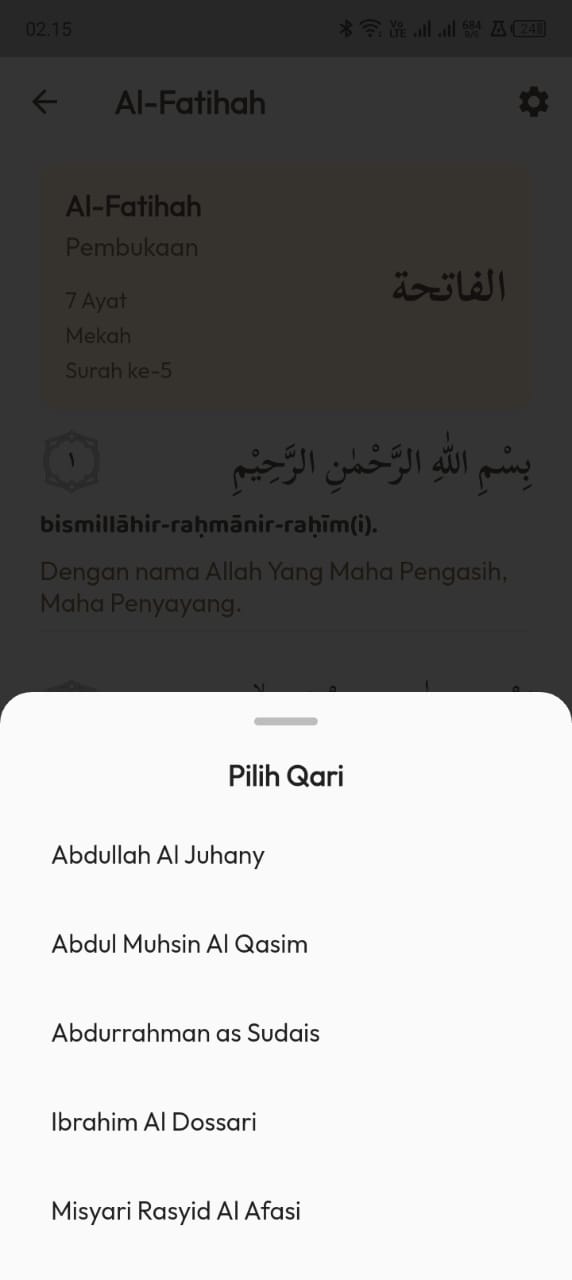 02.15
Vo
LTE
684
B/s
24
Al-Fatihah
Al-Fatihah
Pembukaan
الفاتحة
7 Ayat
Mekah
Surah ke-5
١
بِسْمِ اللّٰهِ الرَّحْمٰنِ الرَّحِيْمِ
bismillāhir-raḥmānir-raḥīm(i).
Dengan nama Allah Yang Maha Pengasih,
Maha Penyayang.
Pilih Qari
Abdullah Al Juhany
Abdul Muhsin Al Qasim
Abdurrahman as Sudais
Ibrahim Al Dossari
Misyari Rasyid Al Afasi